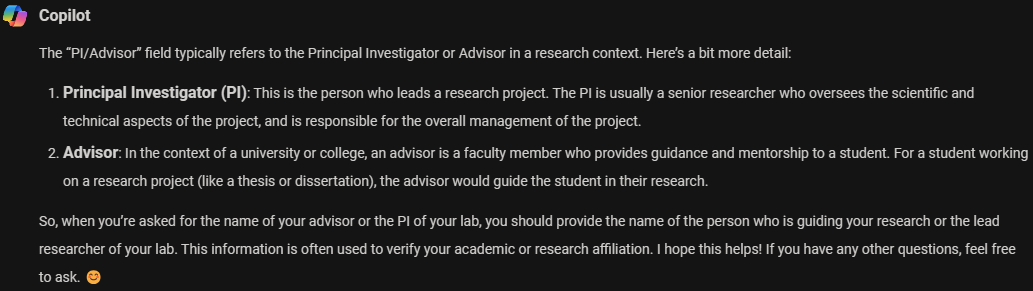 Copilot
The “PI/Advisor” field typically refers to the Principal Investigator or Advisor in a research context. Here’s a bit more detail:
1. Principal Investigator (PI): This is the person who leads a research project. The PI is usually a senior researcher who oversees the scientific and
technical aspects of the project, and is responsible for the overall management of the project.
2. Advisor: In the context of a university or college, an advisor is a faculty member who provides guidance and mentorship to a student. For a student working
on a research project (like a thesis or dissertation), the advisor would guide the student in their research.
So, when you’re asked for the name of your advisor or the PI of your lab, you should provide the name of the person who is guiding your research or the lead
researcher of your lab. This information is often used to verify your academic or research affiliation. I hope this helps! If you have any other questions, feel free
to ask. 😊